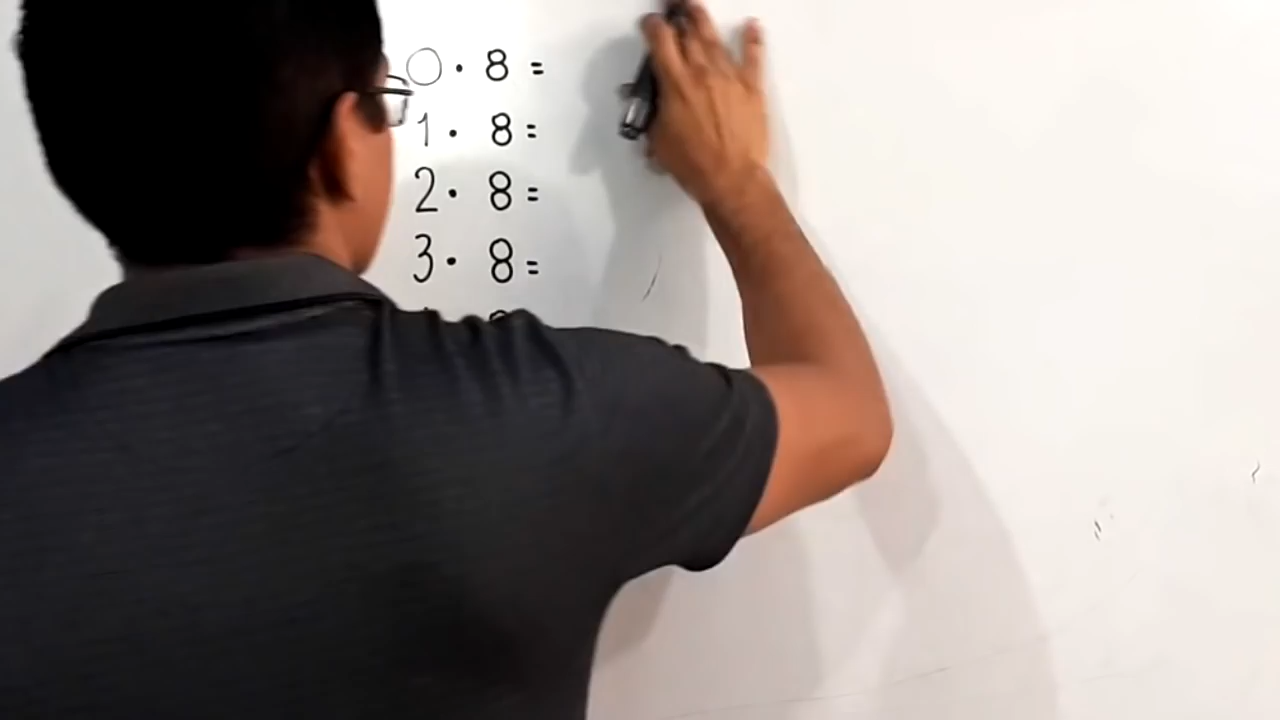 0 · 8 =
1 · 8 =
2 · 8 =
3 · 8 =